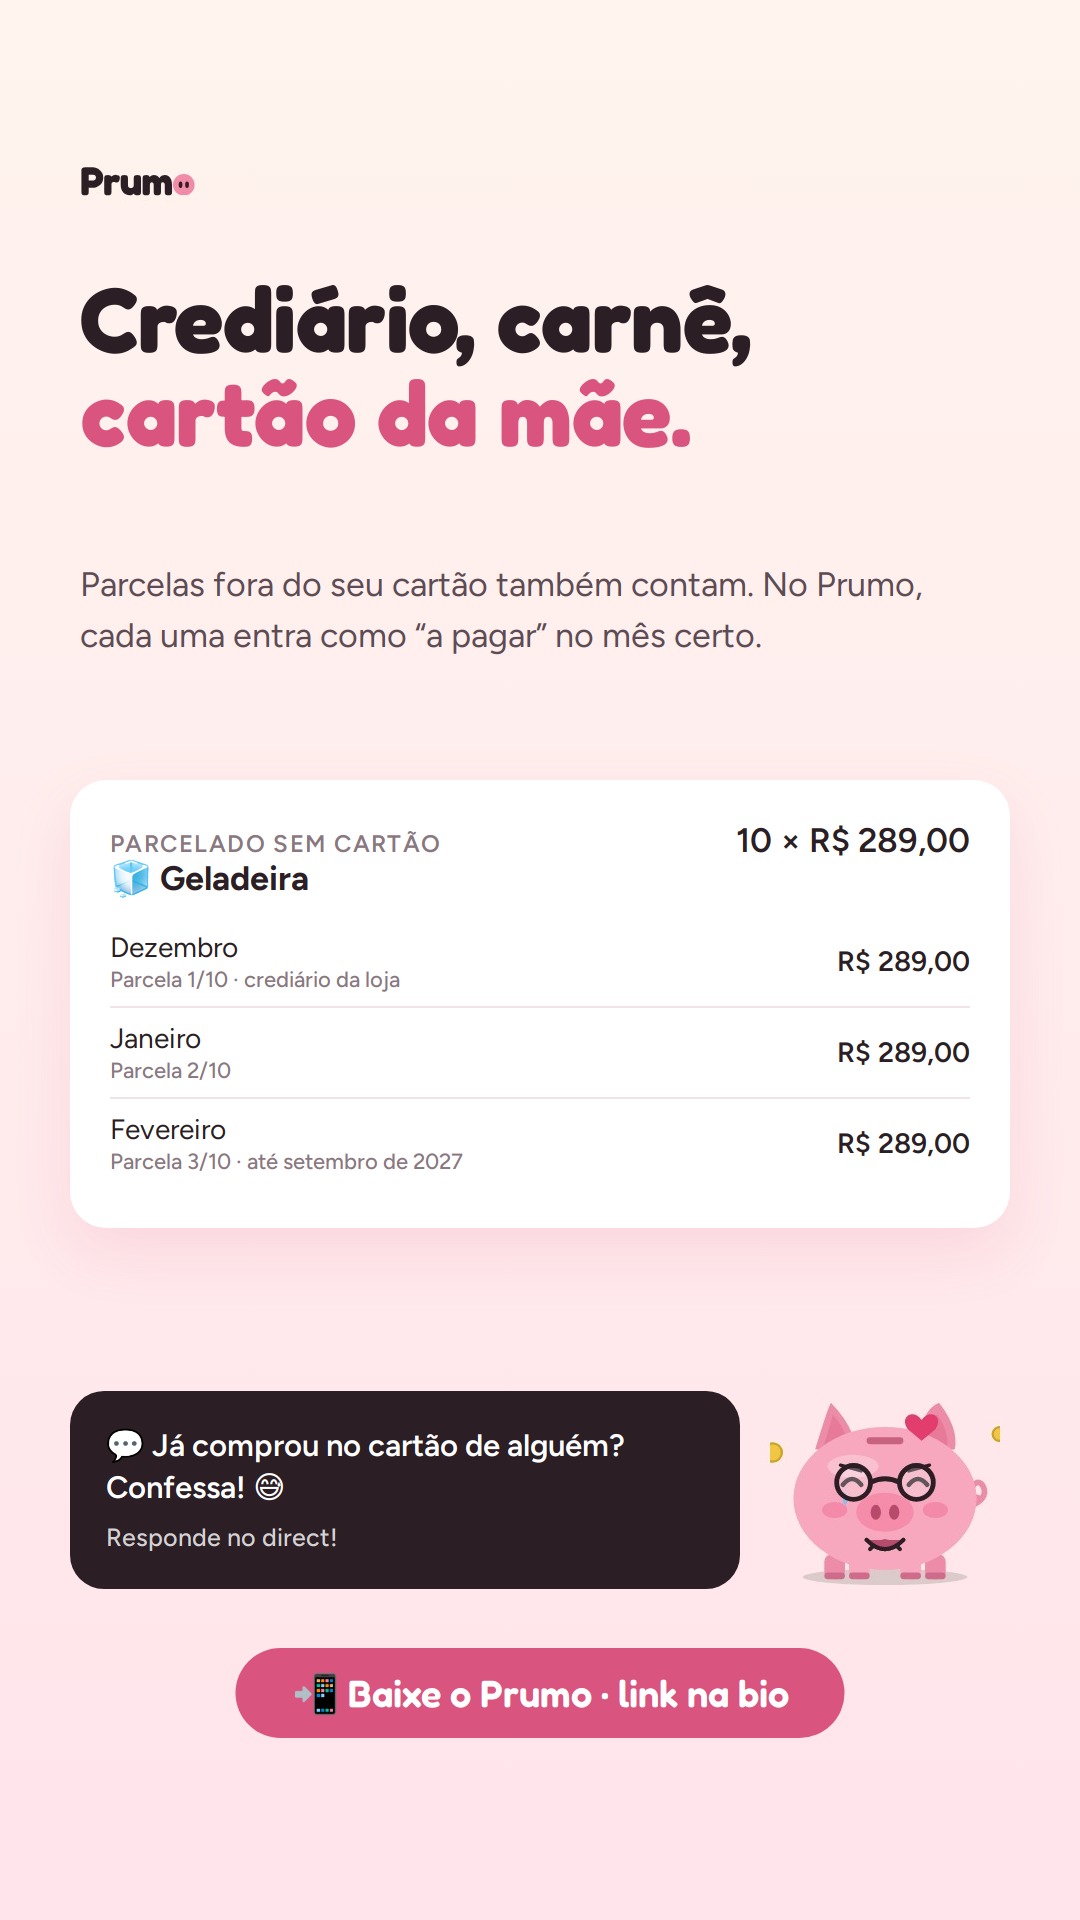 Prumo
Crediário, carnê,
cartão da mãe.
Parcelas fora do seu cartão também contam. No Prumo,
cada uma entra como “a pagar” no mês certo.
PARCELADO SEM CARTÃO
10 × R$ 289,00
🧊 Geladeira
Dezembro
Parcela 1/10 · crediário da loja
R$ 289,00
Janeiro
Parcela 2/10
R$ 289,00
Fevereiro
Parcela 3/10 · até setembro de 2027
R$ 289,00
💬 Já comprou no cartão de alguém?
Confessa! 😅
Responde no direct!
📲 Baixe o Prumo · link na bio